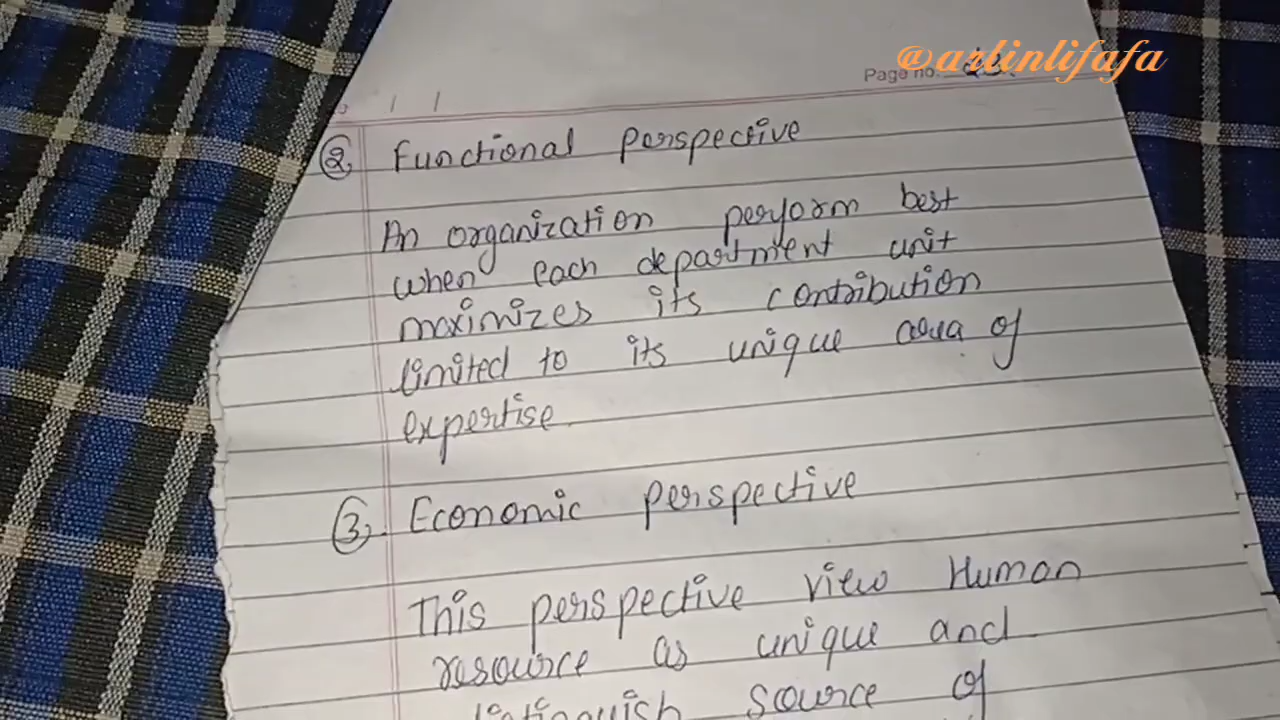 @artinlifafa
Page no.
② Functional Perspective
An organization perform best
when each department unit
maximizes its contribution
limited to its unique area of
expertise.
③. Economic Perspective
This perspective view Human
resource as unique and
source of